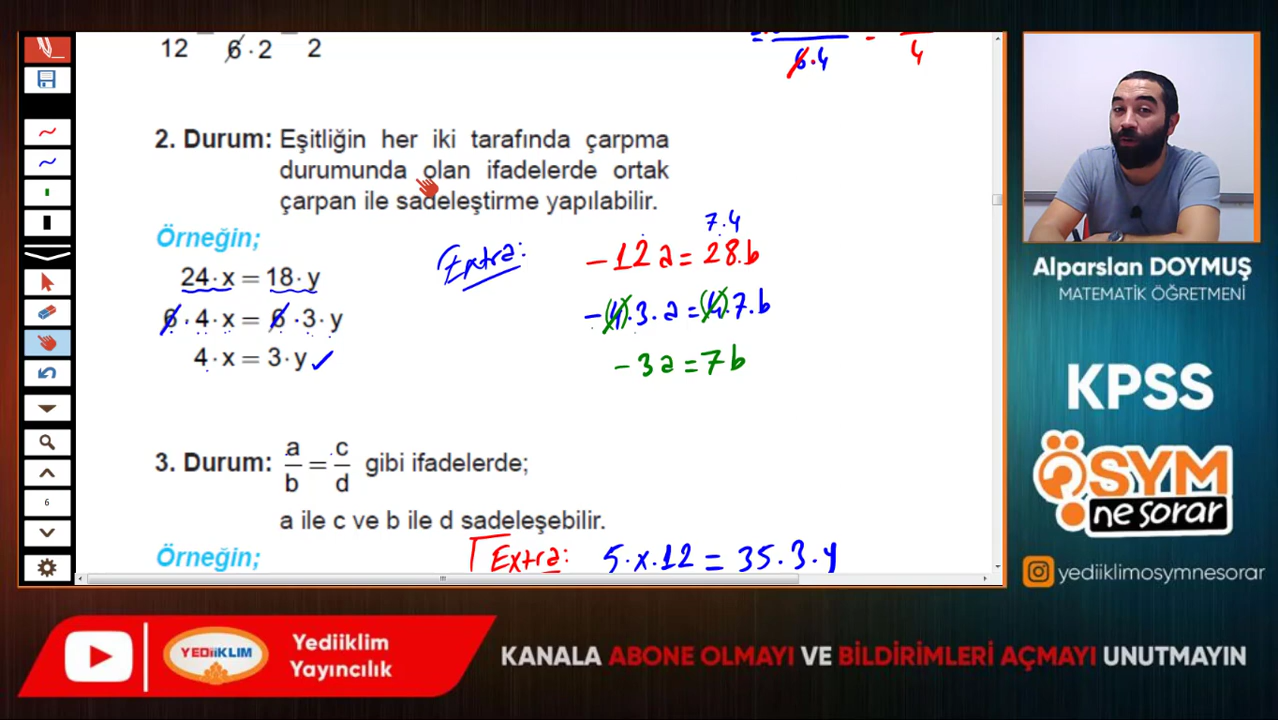 12 6 · 2 2
6·4 = 4
2. Durum: Eşitliğin her iki tarafında çarpma
durumunda olan ifadelerde ortak
çarpan ile sadeleştirme yapılabilir.
Örneğin;
24 · x = 18 · y
6 · 4 · x = 6 · 3 · y
4 · x = 3 · y ✓
Extra:
7.4
-12a = 28.b
-(4).3.a = (4).7.b
-3a = 7b
3. Durum: a/b = c/d gibi ifadelerde;
a ile c ve b ile d sadeleşebilir.
Örneğin;
Extra: 5·x·12 = 35.3.y
6
Alparslan DOYMUŞ
MATEMATİK ÖĞRETMENİ
KPSS
ÖSYM
ne sorar
yediiklimosymnesorar
YEDiiKLiM
Yediiklim
Yayıncılık
KANALA ABONE OLMAYI VE BİLDİRİMLERİ AÇMAYI UNUTMAYIN